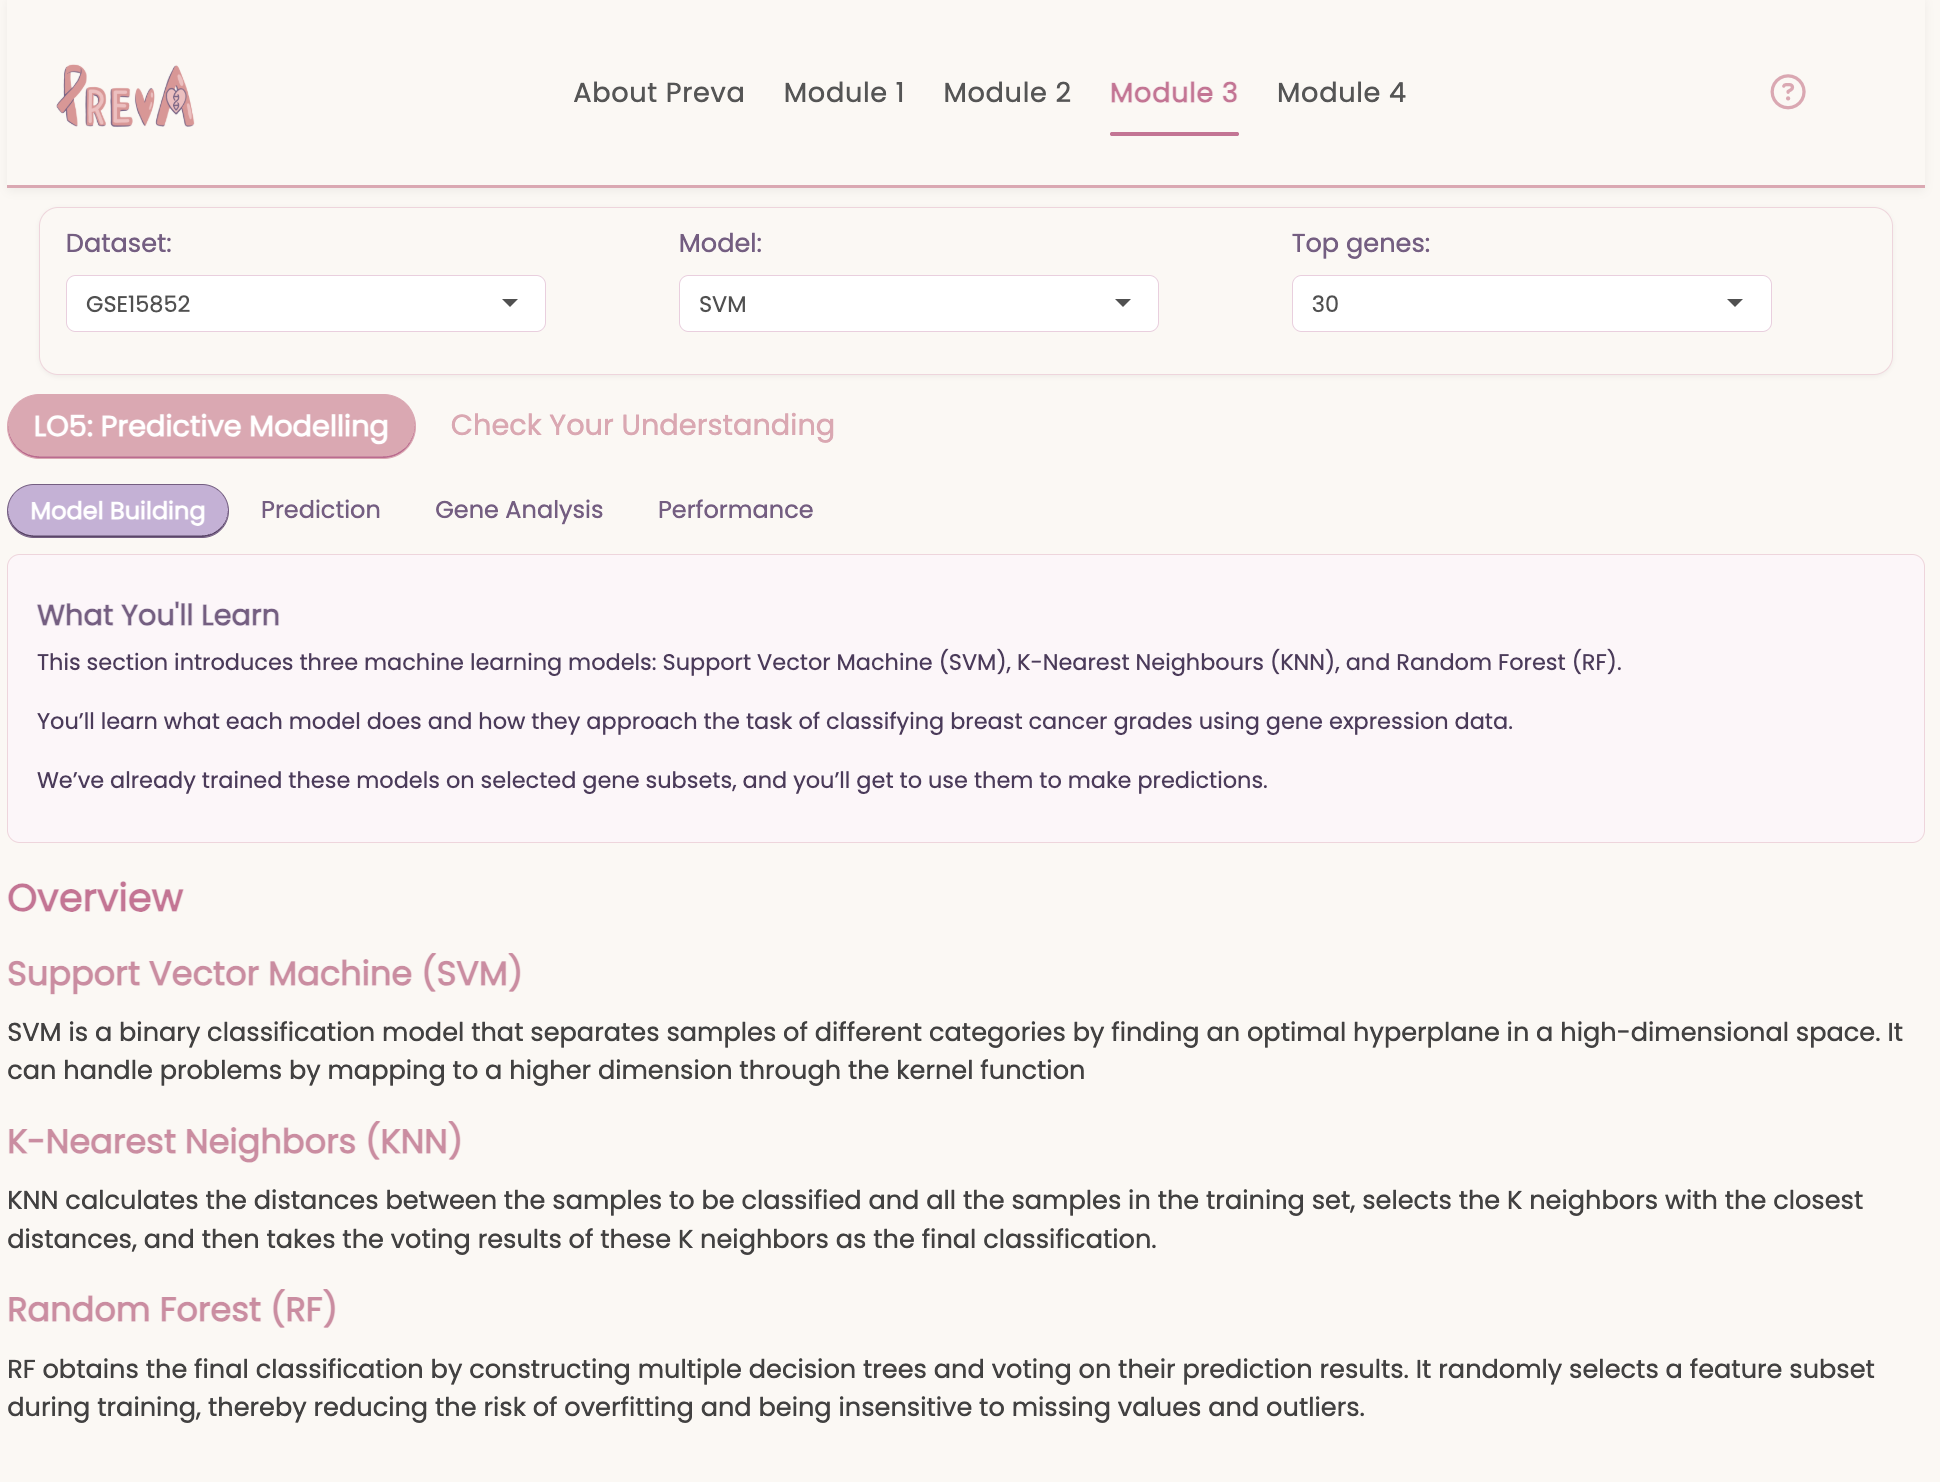 PREVA
About Preva
Module 1
Module 2
Module 3
Module 4
?
Dataset:
Model:
Top genes:
GSE15852
SVM
30
LO5: Predictive Modelling
Check Your Understanding
Model Building
Prediction
Gene Analysis
Performance
What You'll Learn
This section introduces three machine learning models: Support Vector Machine (SVM), K-Nearest Neighbours (KNN), and Random Forest (RF).
You’ll learn what each model does and how they approach the task of classifying breast cancer grades using gene expression data.
We’ve already trained these models on selected gene subsets, and you’ll get to use them to make predictions.
Overview
Support Vector Machine (SVM)
SVM is a binary classification model that separates samples of different categories by finding an optimal hyperplane in a high-dimensional space. It
can handle problems by mapping to a higher dimension through the kernel function
K-Nearest Neighbors (KNN)
KNN calculates the distances between the samples to be classified and all the samples in the training set, selects the K neighbors with the closest
distances, and then takes the voting results of these K neighbors as the final classification.
Random Forest (RF)
RF obtains the final classification by constructing multiple decision trees and voting on their prediction results. It randomly selects a feature subset
during training, thereby reducing the risk of overfitting and being insensitive to missing values and outliers.